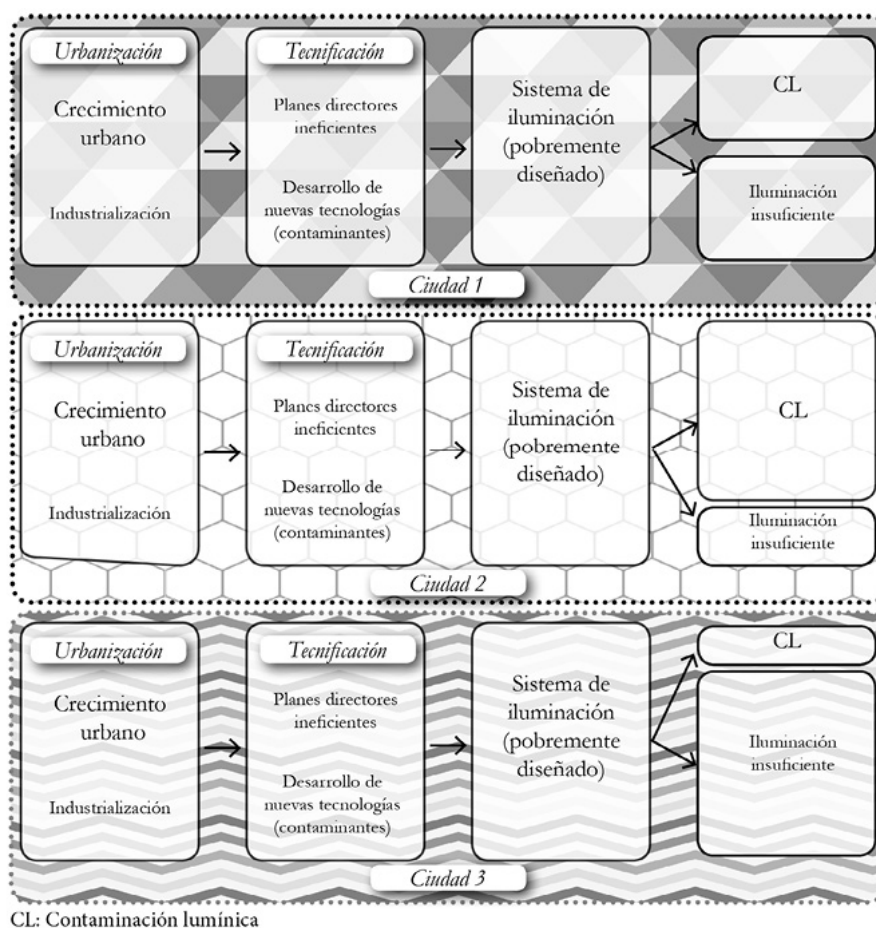 Urbanización
Crecimiento
urbano
Industrialización
Tecnificación
Planes directores
ineficientes
Desarrollo de
nuevas tecnologías
(contaminantes)
Sistema de
iluminación
(pobremente
diseñado)
CL
Iluminación
insuficiente
Ciudad 1
Urbanización
Crecimiento
urbano
Industrialización
Tecnificación
Planes directores
ineficientes
Desarrollo de
nuevas tecnologías
(contaminantes)
Sistema de
iluminación
(pobremente
diseñado)
CL
Iluminación
insuficiente
Ciudad 2
Urbanización
Crecimiento
urbano
Industrialización
Tecnificación
Planes directores
ineficientes
Desarrollo de
nuevas tecnologías
(contaminantes)
Sistema de
iluminación
(pobremente
diseñado)
CL
Iluminación
insuficiente
Ciudad 3
CL: Contaminación lumínica